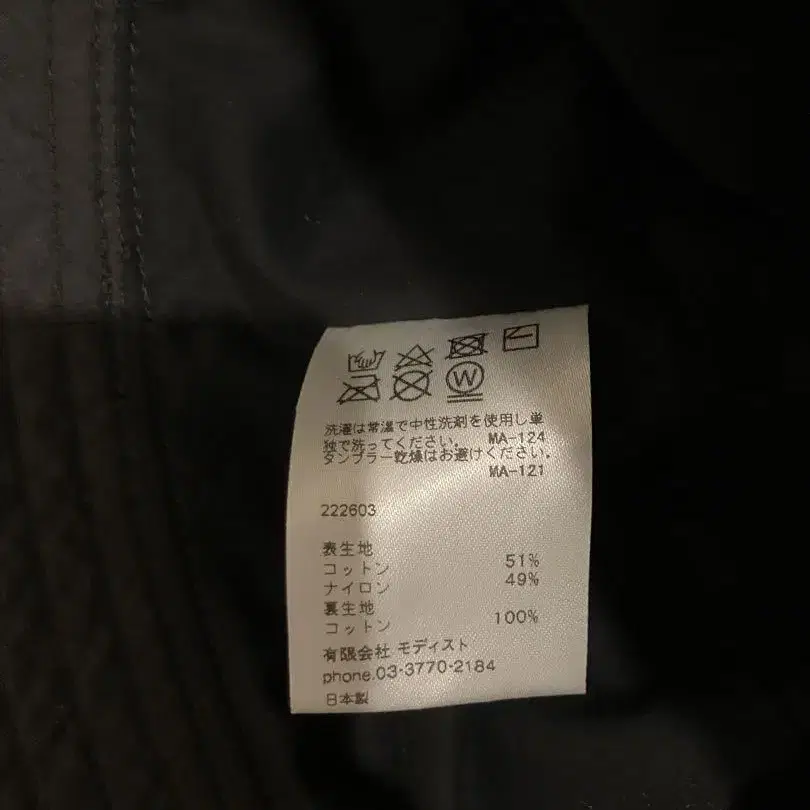 W
洗濯は常温で中性洗剤を使用し単
独で洗ってください。 MA-124
タンブラー乾燥はお避けください。
MA-121
222603
表生地
コットン 51%
ナイロン 49%
裏生地
コットン 100%
有限会社 モディスト
phone.03-3770-2184
日本製